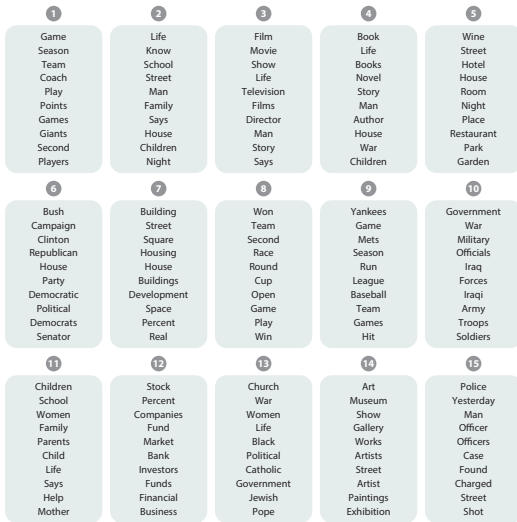 1 2 3 4 5
Game Life Film Book Wine
Season Know Movie Life Street
Team School Show Books Hotel
Coach Street Life Novel House
Play Man Television Story Room
Points Family Films Man Night
Games Says Director Author Place
Giants House Man House Restaurant
Second Children Story War Park
Players Night Says Children Garden
6 7 8 9 10
Bush Building Won Yankees Government
Campaign Street Team Game War
Clinton Square Second Mets Military
Republican Housing Race Season Officials
House House Round Run Iraq
Party Buildings Cup League Forces
Democratic Development Open Baseball Iraqi
Political Space Game Team Army
Democrats Percent Play Games Troops
Senator Real Win Hit Soldiers
11 12 13 14 15
Children Stock Church Art Police
School Percent War Museum Yesterday
Women Companies Women Show Man
Family Fund Life Gallery Officer
Parents Market Black Works Officers
Child Bank Political Artists Case
Life Investors Catholic Street Found
Says Funds Government Artist Charged
Help Financial Jewish Paintings Street
Mother Business Pope Exhibition Shot